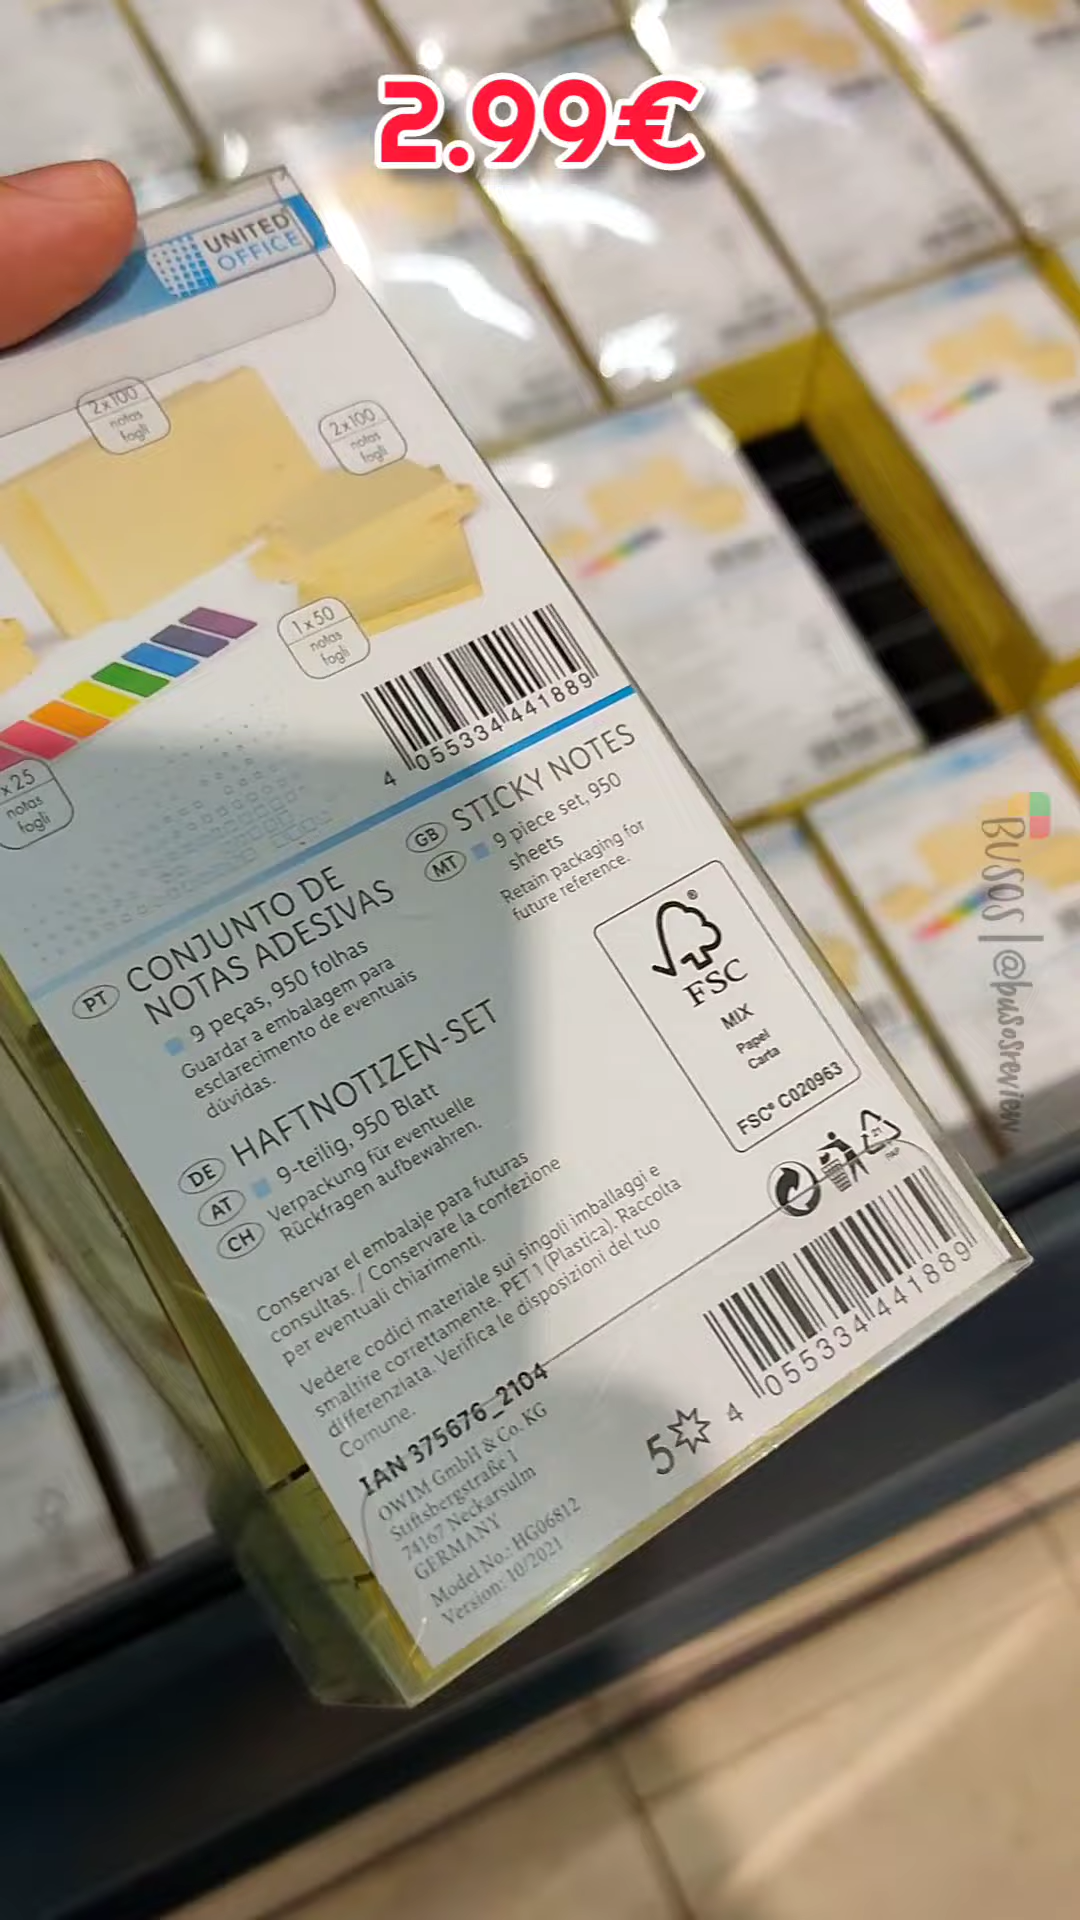 2.99€
UNITED
OFFICE
2x100
notas
fogli
2x100
notas
fogli
1x50
notas
fogli
x25
notas
fogli
4 055334 441889
PT CONJUNTO DE
NOTAS ADESIVAS
9 peças, 950 folhas
Guardar a embalagem para
esclarecimento de eventuais
dúvidas.
GB STICKY NOTES
MT 9 piece set, 950
sheets
Retain packaging for
future reference.
DE HAFTNOTIZEN-SET
AT 9-teilig, 950 Blatt
CH Verpackung für eventuelle
Rückfragen aufbewahren.
Conservar el embalaje para futuras
consultas. / Conservare la confezione
per eventuali chiarimenti.
Vedere codici materiale sui singoli imballaggi e
smaltire correttamente. PET 1 (Plastica). Raccolta
differenziata. Verifica le disposizioni del tuo
Comune.
IAN 375676_2104
OWIM GmbH & Co. KG
Stiftsbergstraße 1
74167 Neckarsulm
GERMANY
Model No.: HG06812
Version: 10/2021
®
FSC
MIX
Papel
Carta
FSC® C020963
21
PAP
5
4 055334 441889
BUSOS | @busosreview